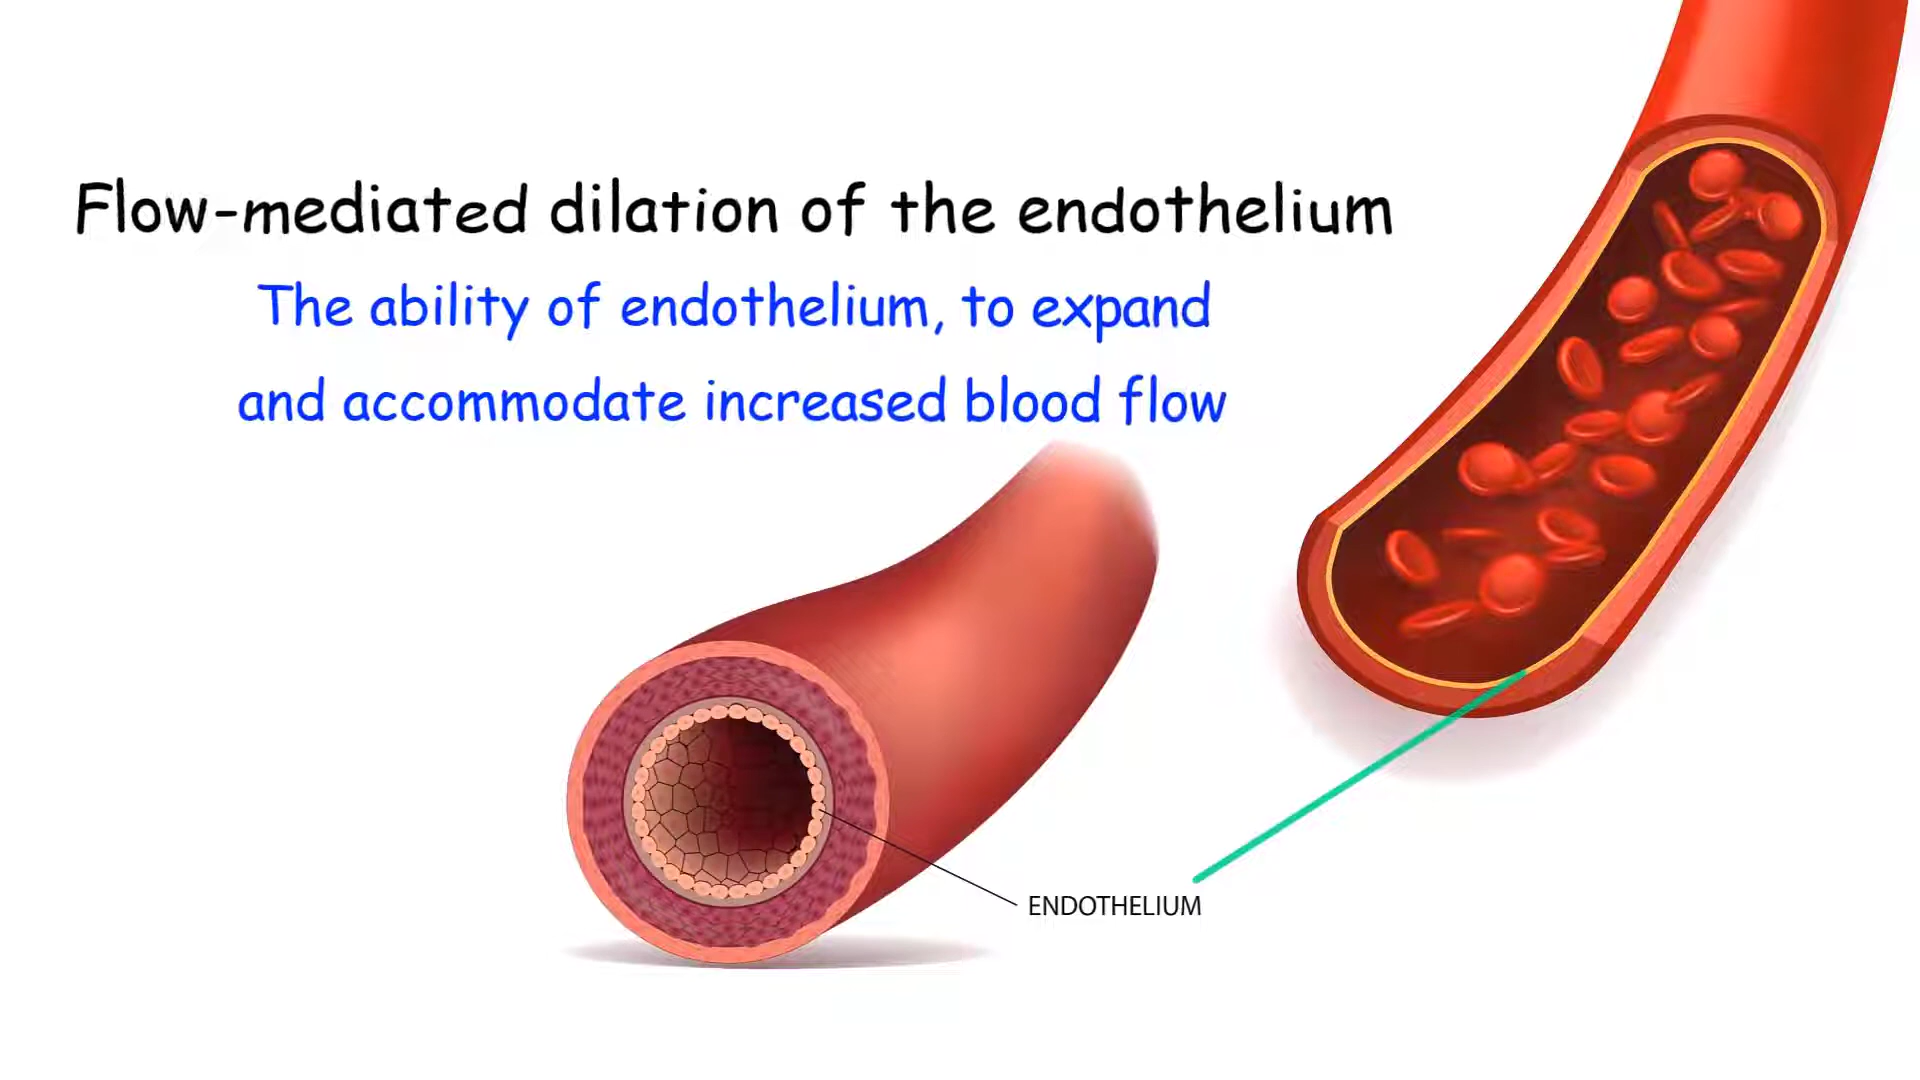 Flow-mediated dilation of the endothelium
The ability of endothelium, to expand
and accommodate increased blood flow
ENDOTHELIUM